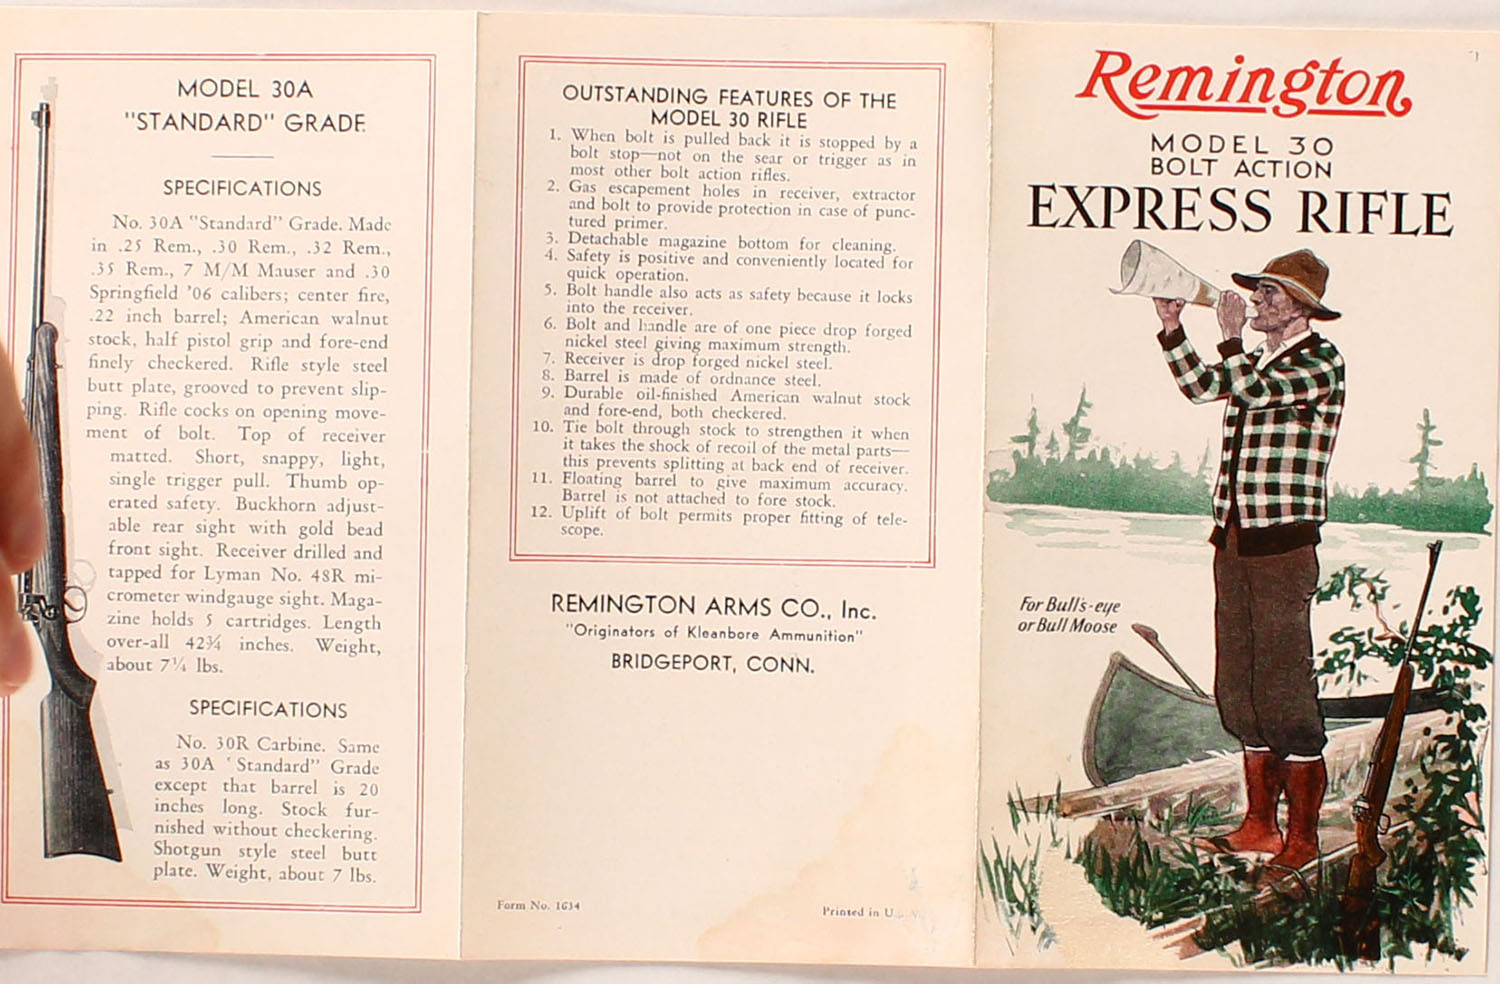 MODEL 30A
"STANDARD" GRADE
SPECIFICATIONS
No. 30A "Standard" Grade. Made
in .25 Rem., .30 Rem., .32 Rem.,
.35 Rem., 7 M/M Mauser and .30
Springfield '06 calibers; center fire,
.22 inch barrel; American walnut
stock, half pistol grip and fore-end
finely checkered. Rifle style steel
butt plate, grooved to prevent slip-
ping. Rifle cocks on opening move-
ment of bolt. Top of receiver
matted. Short, snappy, light,
single trigger pull. Thumb op-
erated safety. Buckhorn adjust-
able rear sight with gold bead
front sight. Receiver drilled and
tapped for Lyman No. 48R mi-
crometer windgauge sight. Maga-
zine holds 5 cartridges. Length
over-all 42¾ inches. Weight,
about 7¼ lbs.
SPECIFICATIONS
No. 30R Carbine. Same
as 30A 'Standard" Grade
except that barrel is 20
inches long. Stock fur-
nished without checkering.
Shotgun style steel butt
plate. Weight, about 7 lbs.
OUTSTANDING FEATURES OF THE
MODEL 30 RIFLE
1. When bolt is pulled back it is stopped by a
bolt stop—not on the sear or trigger as in
most other bolt action rifles.
2. Gas escapement holes in receiver, extractor
and bolt to provide protection in case of punc-
tured primer.
3. Detachable magazine bottom for cleaning.
4. Safety is positive and conveniently located for
quick operation.
5. Bolt handle also acts as safety because it locks
into the receiver.
6. Bolt and handle are of one piece drop forged
nickel steel giving maximum strength.
7. Receiver is drop forged nickel steel.
8. Barrel is made of ordnance steel.
9. Durable oil-finished American walnut stock
and fore-end, both checkered.
10. Tie bolt through stock to strengthen it when
it takes the shock of recoil of the metal parts—
this prevents splitting at back end of receiver.
11. Floating barrel to give maximum accuracy.
Barrel is not attached to fore stock.
12. Uplift of bolt permits proper fitting of tele-
scope.
REMINGTON ARMS CO., Inc.
"Originators of Kleanbore Ammunition"
BRIDGEPORT, CONN.
Form No. 1634
Printed in U.
Remington
MODEL 30
BOLT ACTION
EXPRESS RIFLE
For Bull's-eye
or Bull Moose